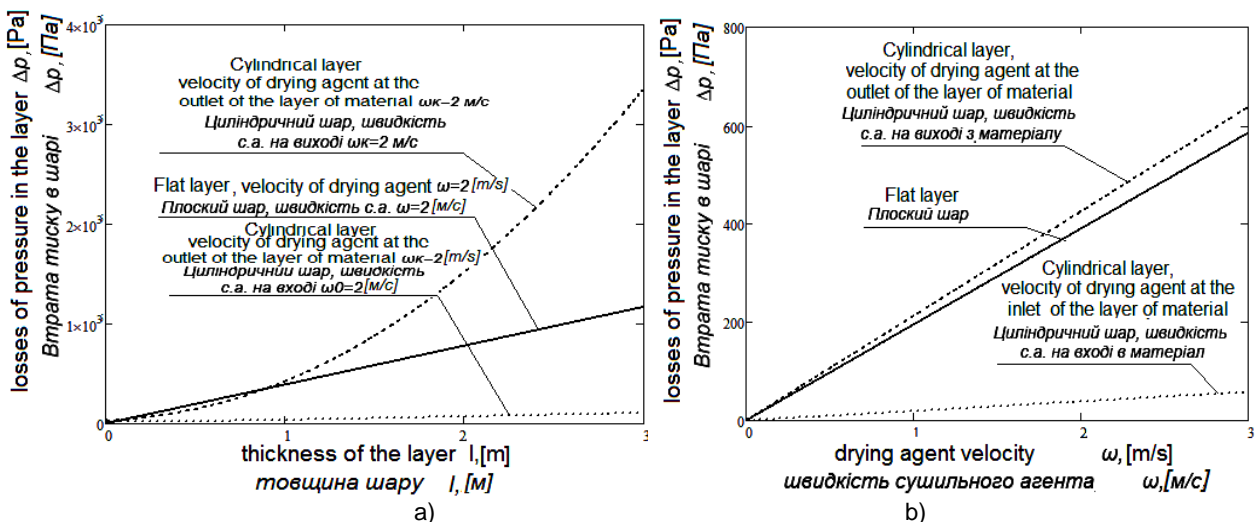 losses of pressure in the layer Δp,[Pa]
Втрата тиску в шарі Δp,[Па]
4×10³
3×10³
2×10³
1×10³
0
Cylindrical layer
velocity of drying agent at the
outlet of the layer of material ωк−2 м/с
Циліндричний шар, швидкість
с.а. на виході ωк=2 м/с
Flat layer, velocity of drying agent ω=2 [m/s]
Плоский шар, швидкість с.а. ω=2 [м/с]
Cylindrical layer
velocity of drying agent at the
outlet of the layer of material ωк−2 [m/s]
Циліндричний шар, швидкість
с.а. на вході ω0=2 [м/с]
0 1 2 3
thickness of the layer l,[m]
товщина шару l,[м]
a)
losses of pressure in the layer Δp,[Pa]
Втрата тиску в шарі Δp,[Па]
800
600
400
200
0
Cylindrical layer,
velocity of drying agent at the
outlet of the layer of material
Циліндричний шар, швидкість
с.а. на виході з матеріалу
Flat layer
Плоский шар
Cylindrical layer,
velocity of drying agent at the
inlet of the layer of material
Циліндричний шар, швидкість
с.а. на вході в матеріал
0 1 2 3
drying agent velocity ω,[m/s]
швидкість сушильного агента ω,[м/с]
b)